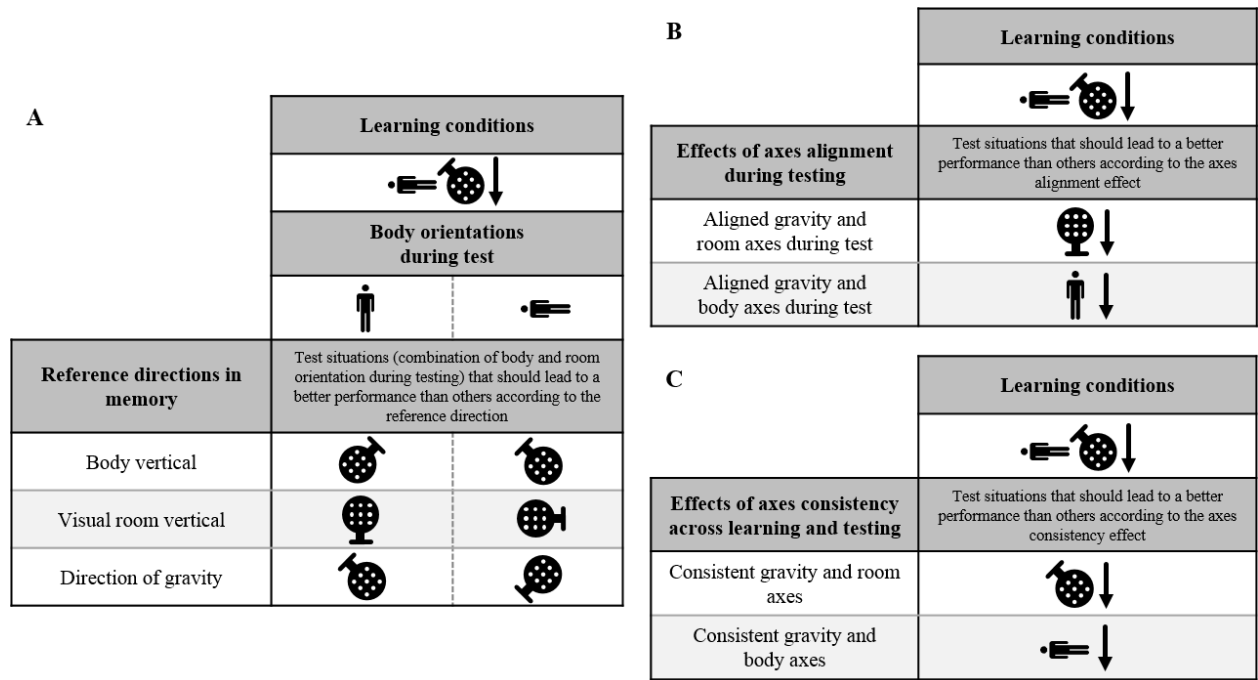 A
Learning conditions
Body orientations
during test
Reference directions in
memory
Test situations (combination of body and room
orientation during testing) that should lead to a
better performance than others according to the
reference direction
Body vertical
Visual room vertical
Direction of gravity
B
Learning conditions
Effects of axes alignment
during testing
Test situations that should lead to a better
performance than others according to the axes
alignment effect
Aligned gravity and
room axes during test
Aligned gravity and
body axes during test
C
Learning conditions
Effects of axes consistency
across learning and testing
Test situations that should lead to a better
performance than others according to the axes
consistency effect
Consistent gravity and room
axes
Consistent gravity and
body axes